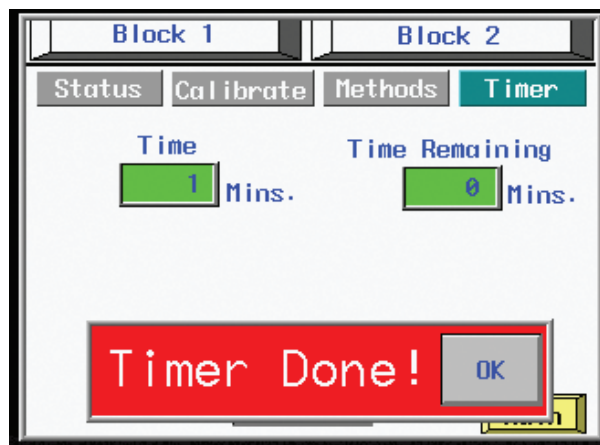 Block 1 Block 2
Status Calibrate Methods Timer
Time Time Remaining
1 Mins. 0 Mins.
Timer Done! OK